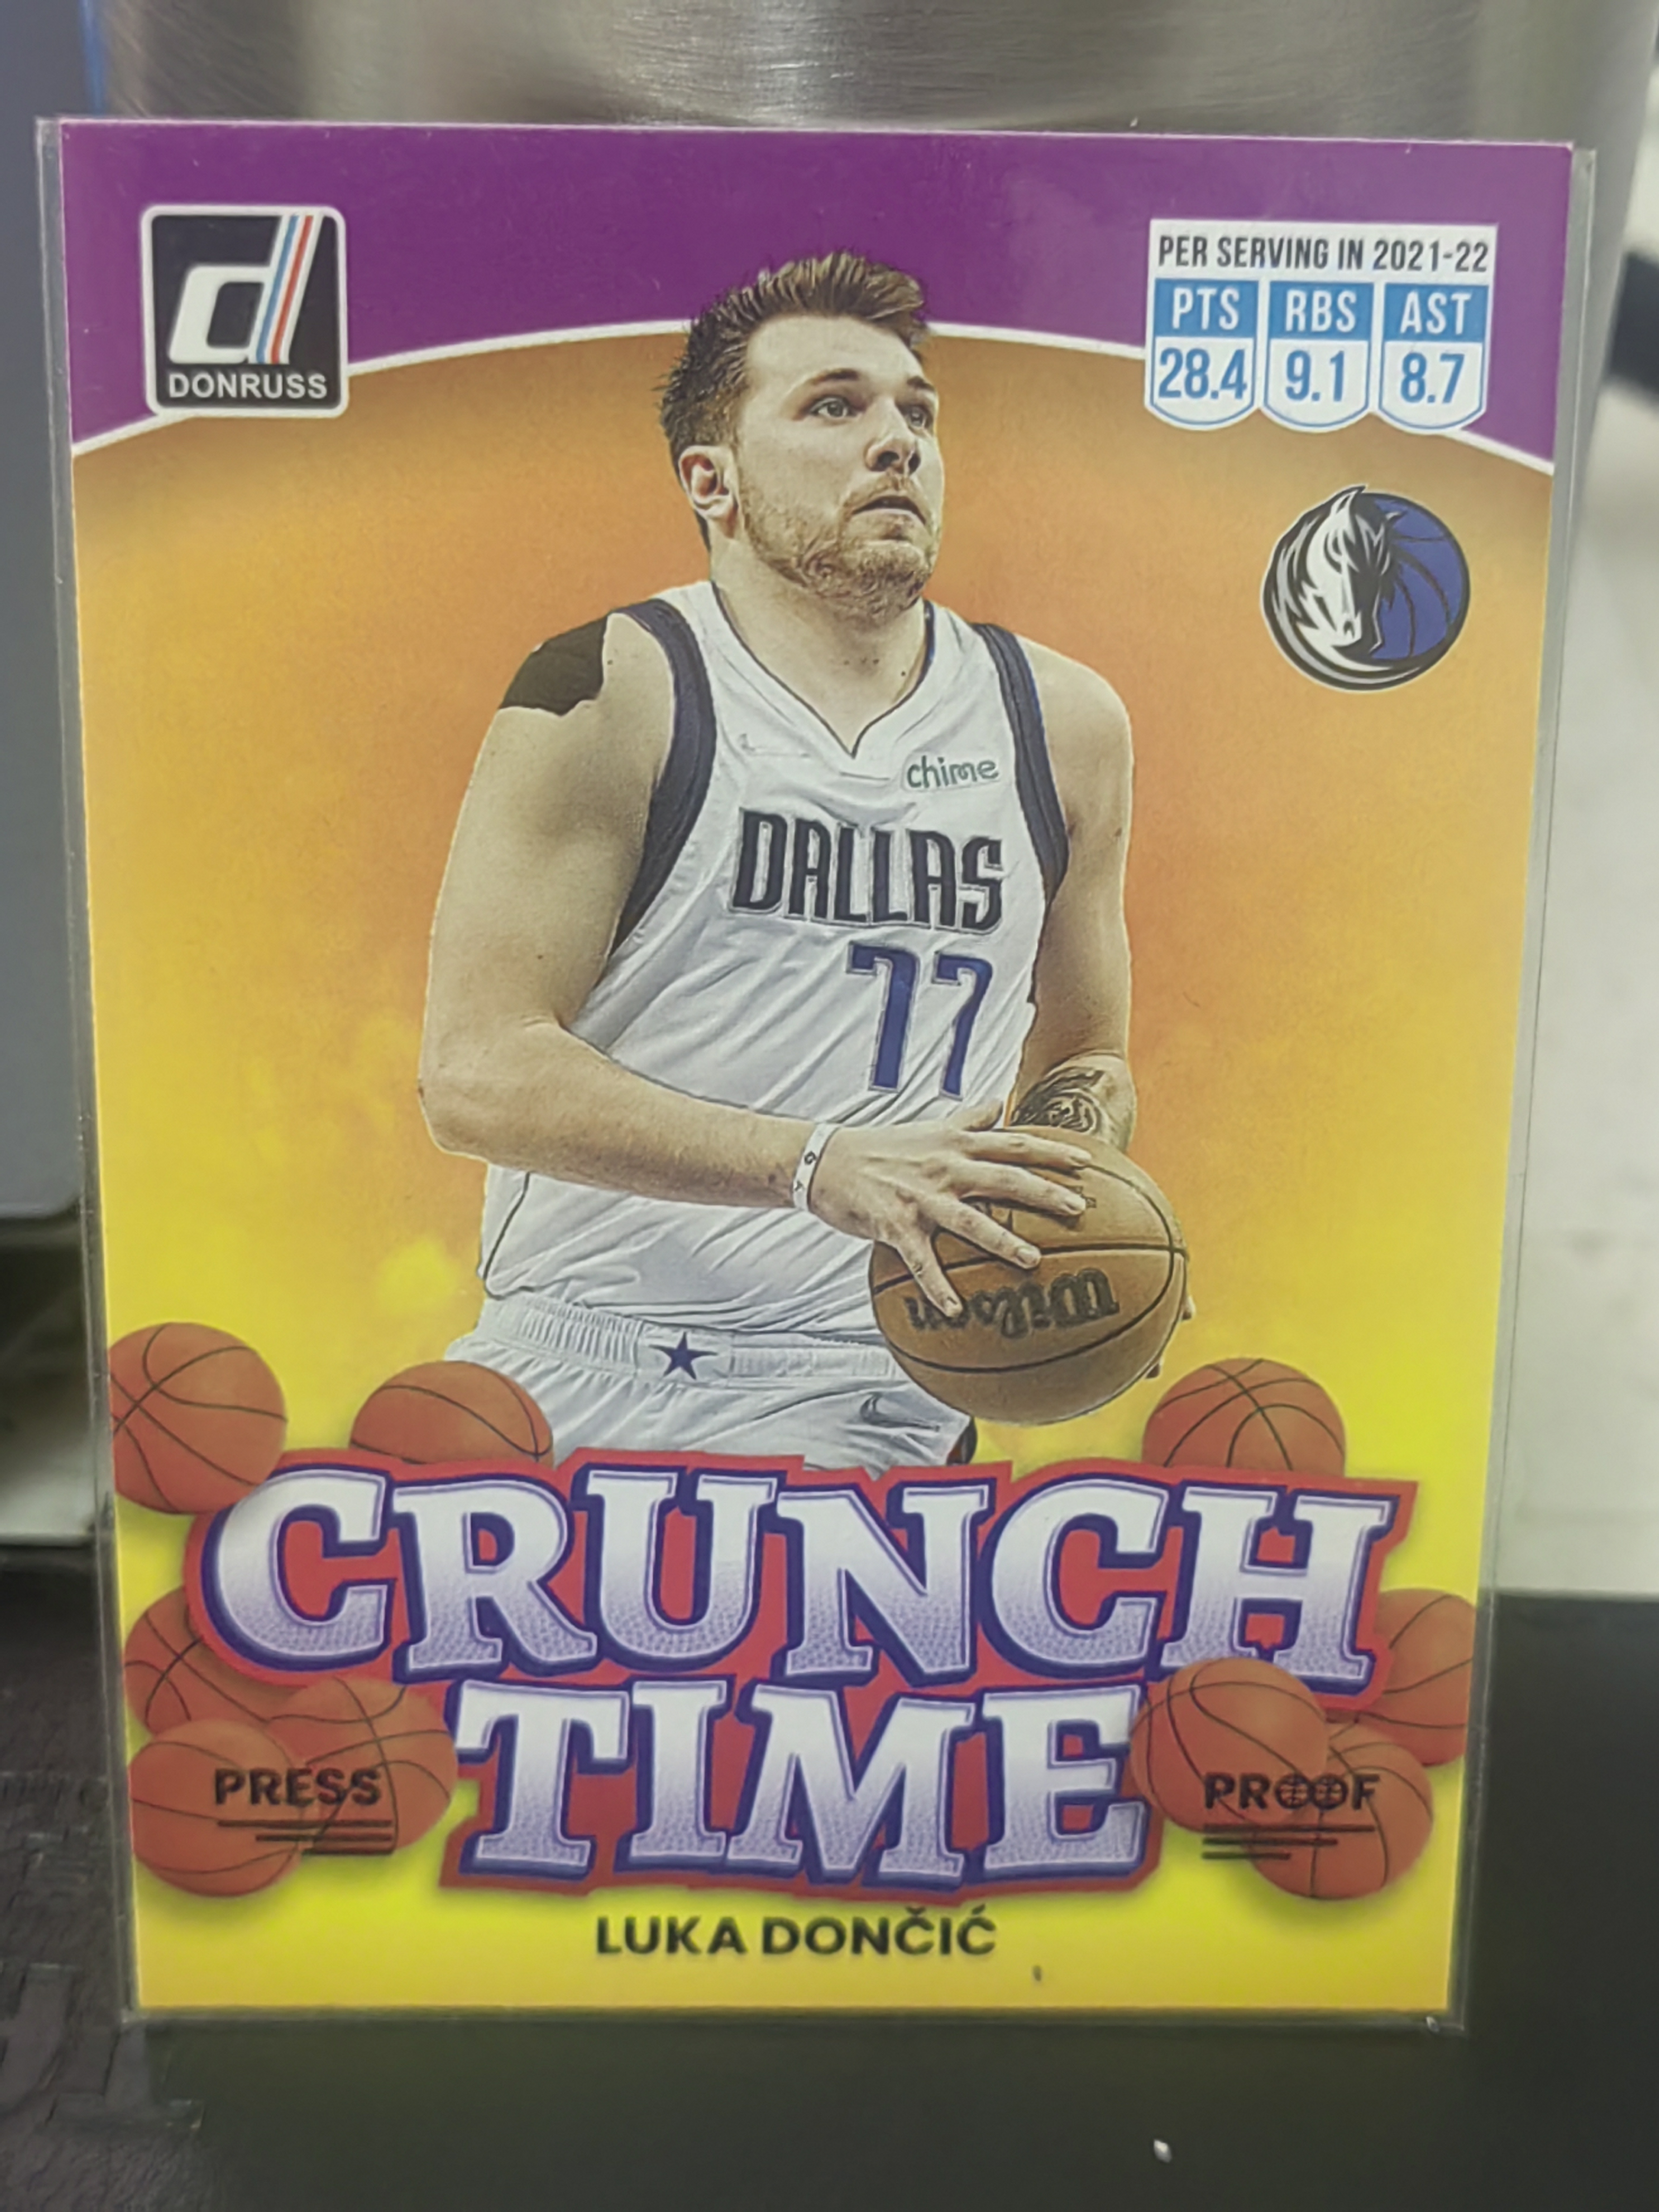 d
DONRUSS
PER SERVING IN 2021-22
PTS RBS AST
28.4 9.1 8.7
chime
DALLAS
77
Wilson
CRUNCH
TIME
PRESS
PROOF
LUKA DONČIĆ